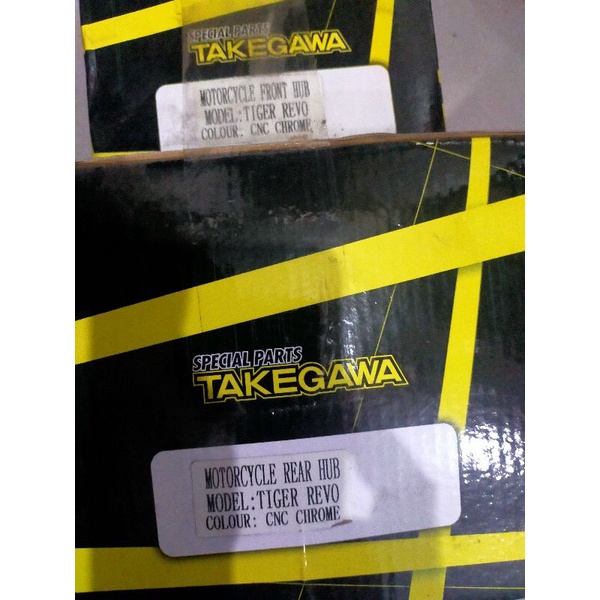 SPECIAL PARTS
TAKEGAWA
MOTORCYCLE FRONT HUB
MODEL:TIGER REVO
COLOUR: CNC CHROME
SPECIAL PARTS
TAKEGAWA
MOTORCYCLE REAR HUB
MODEL:TIGER REVO
COLOUR: CNC CHROME